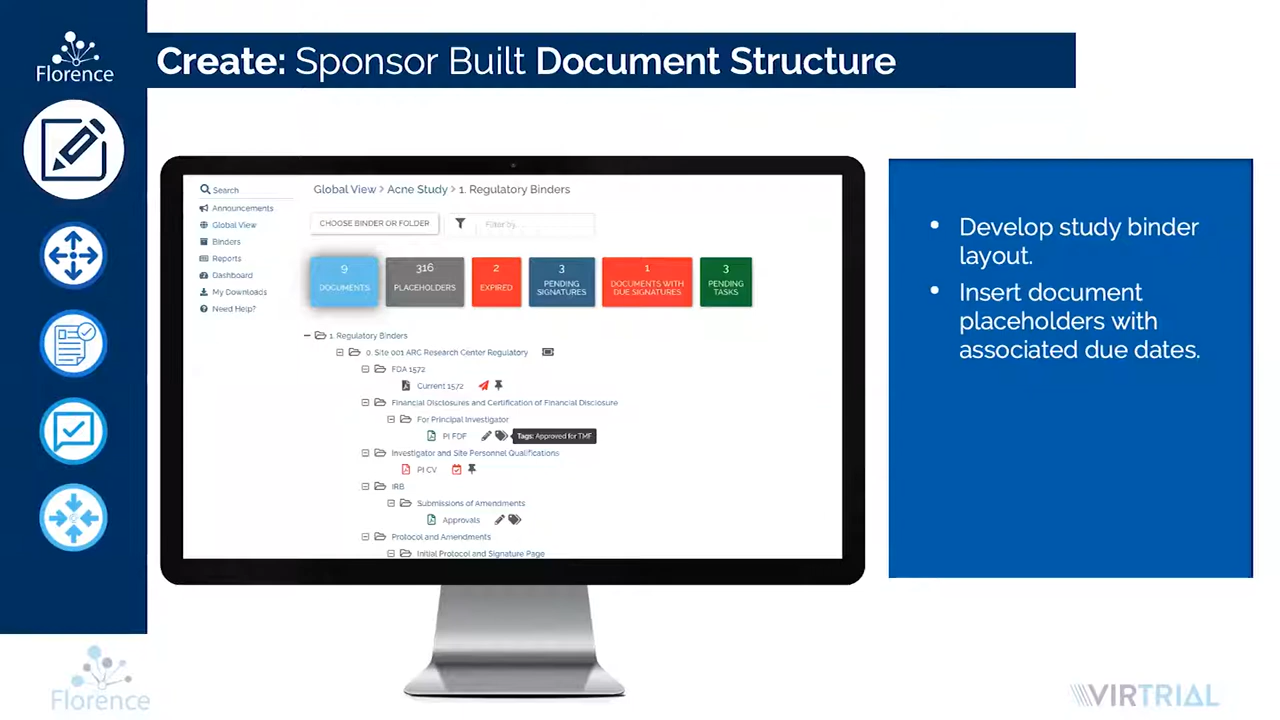 Florence
Create: Sponsor Built Document Structure
Search
Announcements
Global View
Binders
Reports
Dashboard
My Downloads
Need Help?
Global View > Acne Study > 1. Regulatory Binders
CHOOSE BINDER OR FOLDER
Filter by...
9 DOCUMENTS
316 PLACEHOLDERS
2 EXPIRED
3 PENDING SIGNATURES
1 DOCUMENTS WITH DUE SIGNATURES
3 PENDING TASKS
1. Regulatory Binders
0. Site 001 ARC Research Center Regulatory
FDA 1572
Current 1572
Financial Disclosures and Certification of Financial Disclosure
For Principal Investigator
PI FDF
Tags: Approved for TMF
Investigator and Site Personnel Qualifications
PI CV
IRB
Submissions of Amendments
Approvals
Protocol and Amendments
Initial Protocol and Signature Page
• Develop study binder
layout.
• Insert document
placeholders with
associated due dates.
Florence
VIRTRIAL